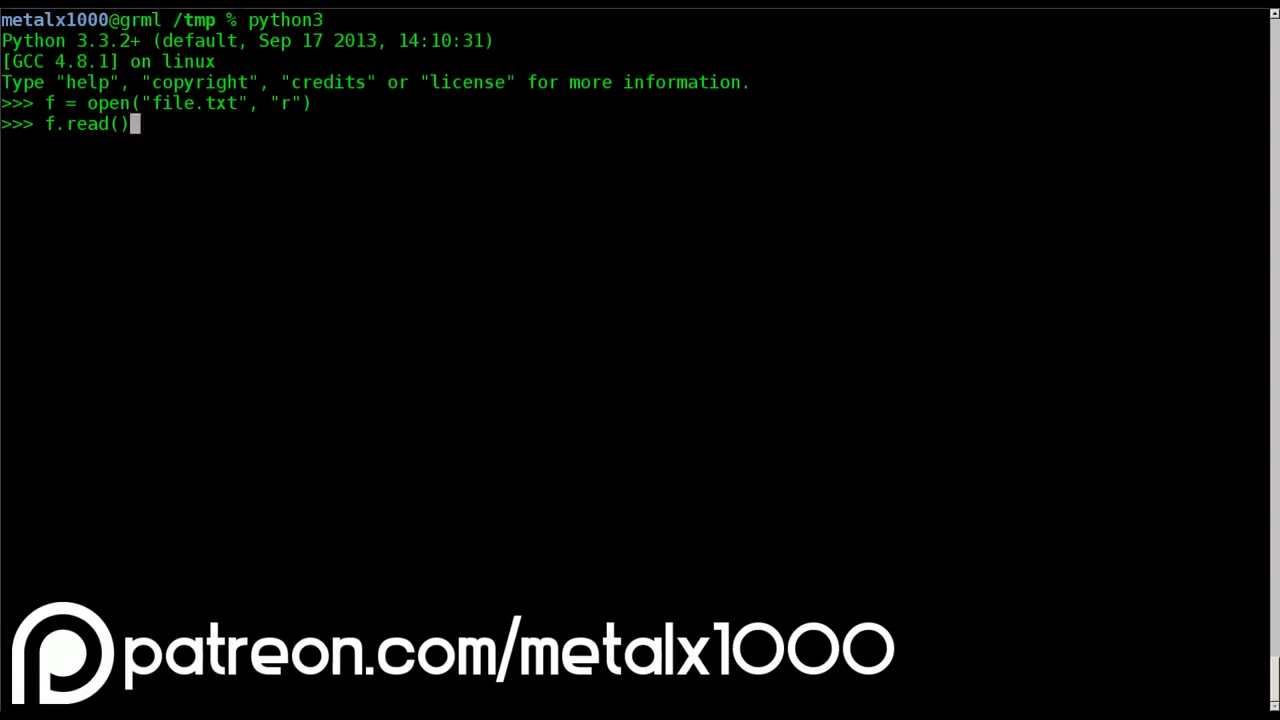 metalx1000@grml /tmp % python3
Python 3.3.2+ (default, Sep 17 2013, 14:10:31)
[GCC 4.8.1] on linux
Type "help", "copyright", "credits" or "license" for more information.
>>> f = open("file.txt", "r")
>>> f.read()
patreon.com/metalx1000